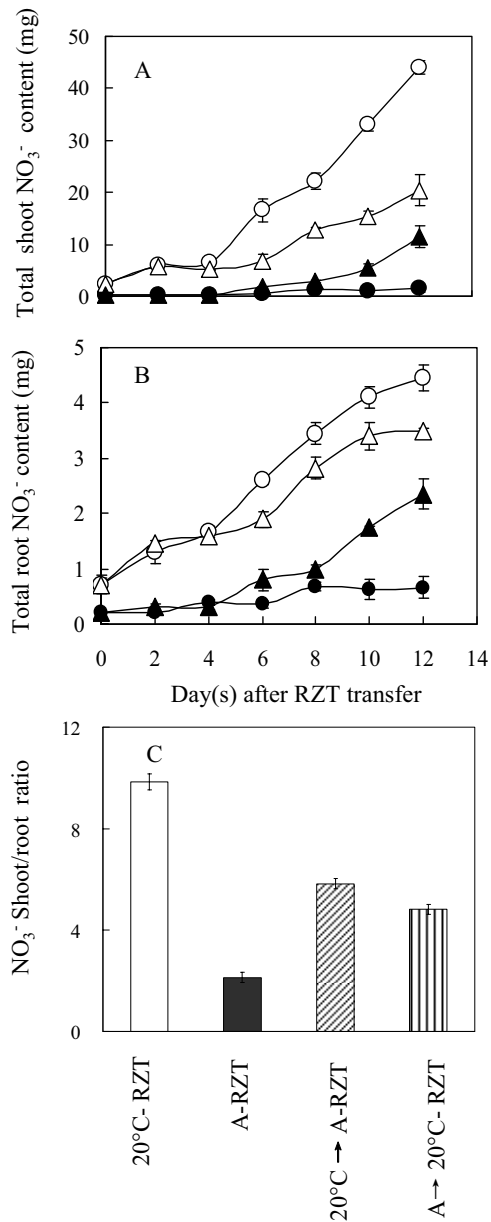 A
Total shoot NO₃⁻ content (mg)
50
40
30
20
10
0
B
Total root NO₃⁻ content (mg)
5
4
3
2
1
0
0 2 4 6 8 10 12 14
Day(s) after RZT transfer
C
NO₃⁻ Shoot/root ratio
12
9
6
4
0
20°C- RZT
A-RZT
20°C → A-RZT
A→ 20°C- RZT